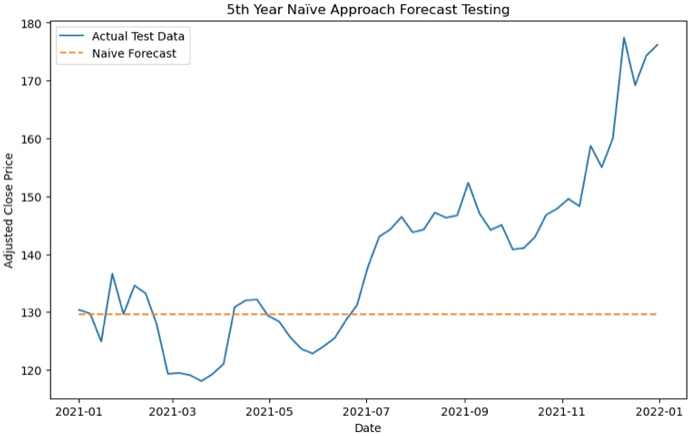 5th Year Naïve Approach Forecast Testing
Actual Test Data
Naive Forecast
180
170
160
150
140
130
120
Adjusted Close Price
2021-01 2021-03 2021-05 2021-07 2021-09 2021-11 2022-01
Date